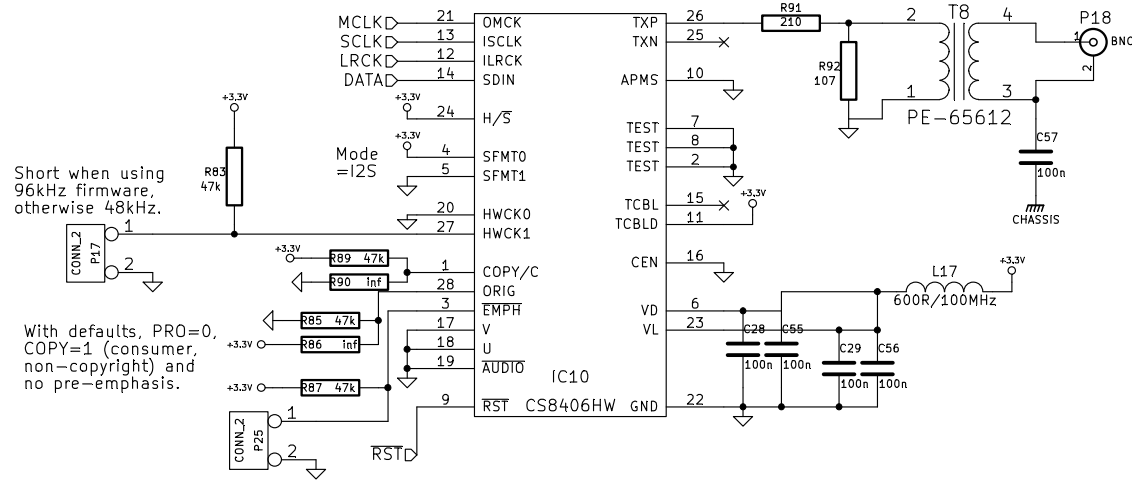 MCLK 21 OMCK
SCLK 13 ISCLK
LRCK 12 ILRCK
DATA 14 SDIN
+3.3V
24 H/S
+3.3V
Mode
=I2S
4 SFMT0
5 SFMT1
20 HWCK0
27 HWCK1
+3.3V
R83
47k
Short when using
96kHz firmware,
otherwise 48kHz.
CONN_2
P17
1
2
+3.3V R89 47k
R90 inf
1 COPY/C
28 ORIG
3 EMPH
17 V
18 U
19 AUDIO
R85 47k
+3.3V R86 inf
With defaults, PRO=0,
COPY=1 (consumer,
non-copyright) and
no pre-emphasis.
+3.3V R87 47k
CONN_2
P25
1
2
9 RST
RST
IC10
CS8406HW
TXP 26
TXN 25
APMS 10
TEST 7
TEST 8
TEST 2
TCBL 15
TCBLD 11
+3.3V
CEN 16
VD 6
VL 23
GND 22
R91
210
R92
107
T8
2
1
4
3
PE-65612
P18
1
2
BNC
C57
100n
CHASSIS
L17
600R/100MHz
+3.3V
C28
100n
C55
100n
C29
100n
C56
100n